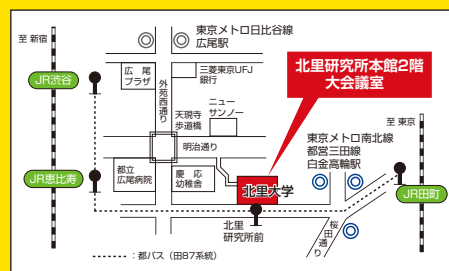 東京メトロ日比谷線
広尾駅
至 新宿
JR渋谷
広尾
プラザ
外苑西通り
三菱東京UFJ
銀行
北里研究所本館2階
大会議室
天現寺
歩道橋
ニュー
サンノー
至 東京
明治通り
東京メトロ南北線
都営三田線
白金高輪駅
JR恵比寿
都立
広尾病院
慶応
幼稚舎
北里大学
JR田町
北里
研究所前
桜田通り
：都バス（田87系統）